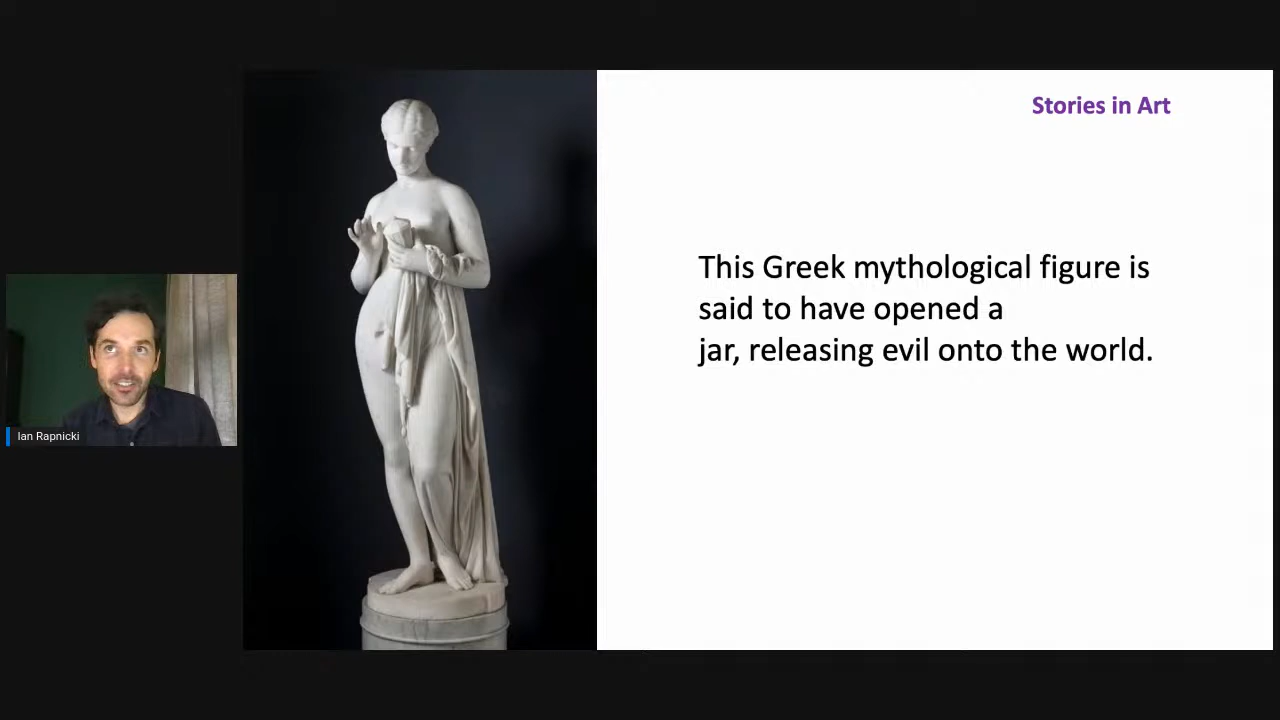 Stories in Art
This Greek mythological figure is
said to have opened a
jar, releasing evil onto the world.
Ian Rapnicki